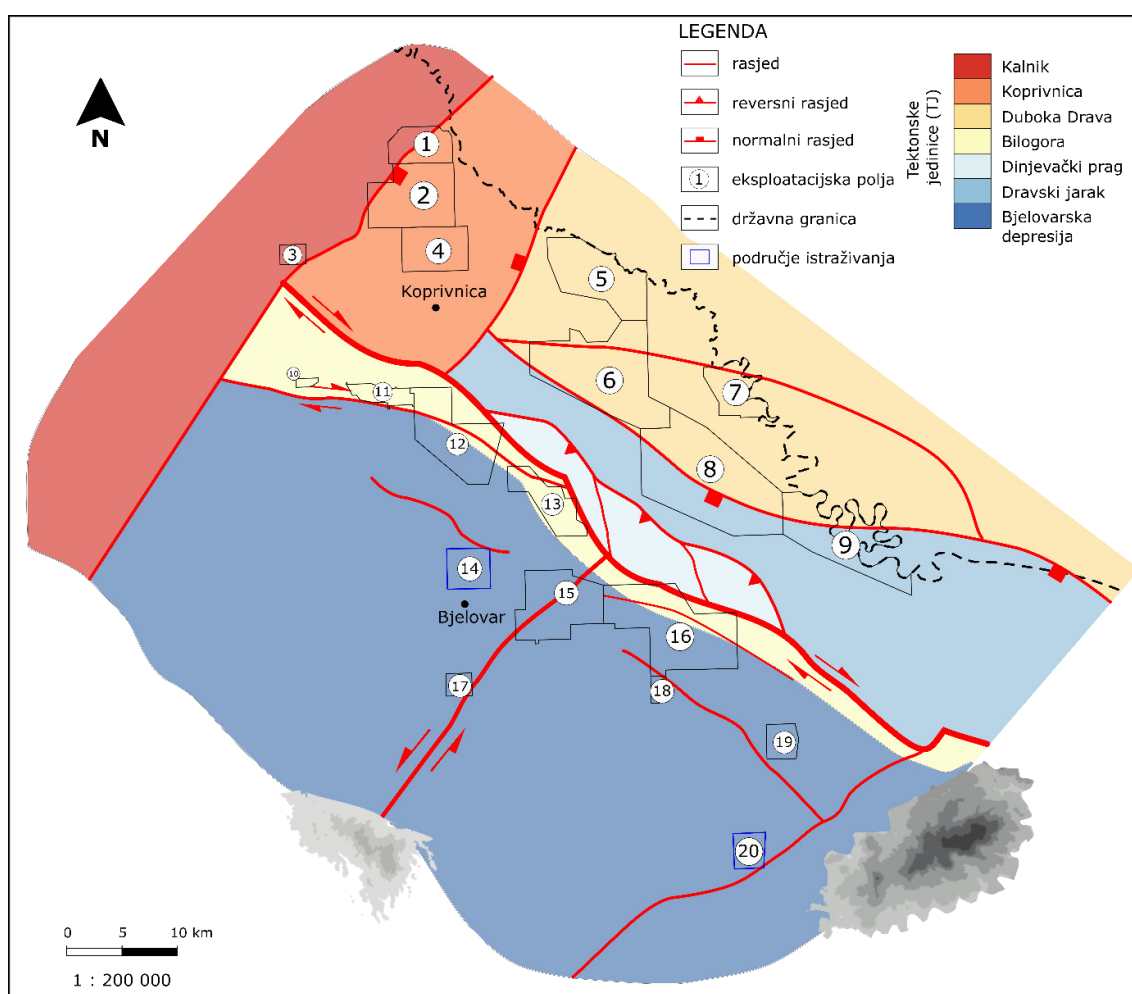 LEGENDA
rasjed
reversni rasjed
normalni rasjed
1 eksploatacijska polja
državna granica
područje istraživanja
Tektonske
jedinice (TJ)
Kalnik
Koprivnica
Duboka Drava
Bilogora
Dinjevački prag
Dravski jarak
Bjelovarska
depresija
N
1
2
3
4
Koprivnica
5
6
7
8
9
10
11
12
13
14
Bjelovar
15
16
17
18
19
20
0 5 10 km
1 : 200 000